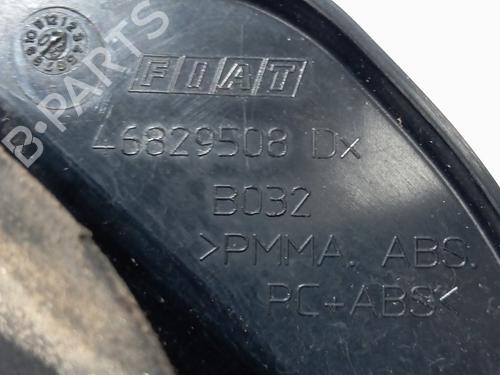 FIAT
46829508 Dx
B032
>PMMA. ABS.
PC+ABS<
B-PARTS